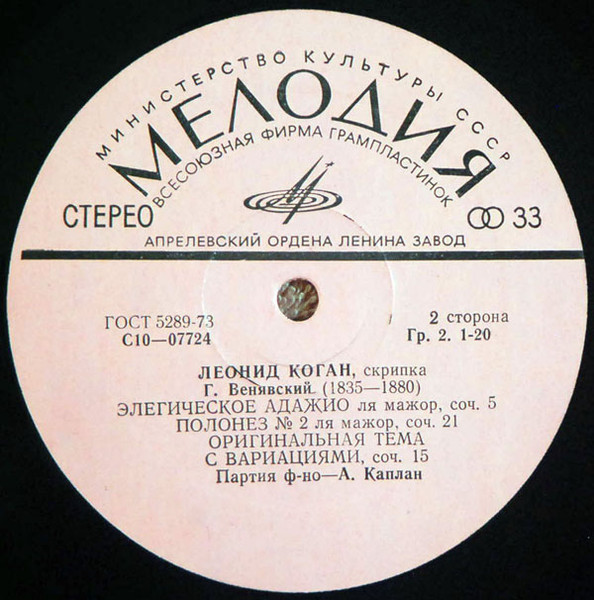 МИНИСТЕРСТВО КУЛЬТУРЫ СССР
МЕЛОДИЯ
ВСЕСОЮЗНАЯ ФИРМА ГРАМПЛАСТИНОК
СТЕРЕО 33
АПРЕЛЕВСКИЙ ОРДЕНА ЛЕНИНА ЗАВОД
ГОСТ 5289-73 2 сторона
С10—07724 Гр. 2. 1-20
ЛЕОНИД КОГАН, скрипка
Г. Венявский (1835—1880)
ЭЛЕГИЧЕСКОЕ АДАЖИО ля мажор, соч. 5
ПОЛОНЕЗ № 2 ля мажор, соч. 21
ОРИГИНАЛЬНАЯ ТЕМА
С ВАРИАЦИЯМИ, соч. 15
Партия ф-но—А. Каплан